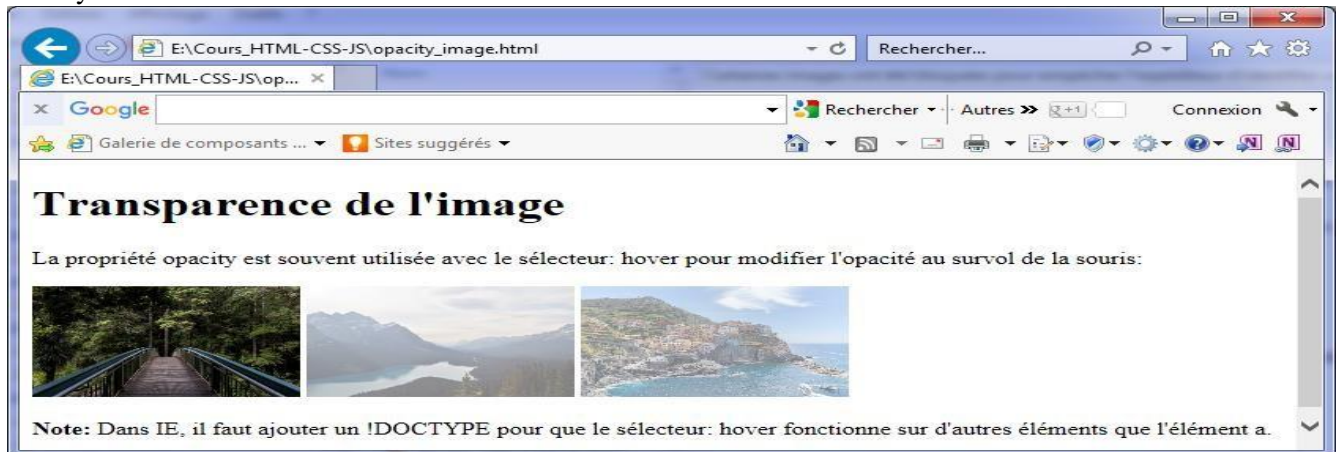 E:\Cours_HTML-CSS-JS\opacity_image.html
Rechercher...
E:\Cours_HTML-CSS-JS\op...
x Google
Rechercher
Autres »
+1
Connexion
Galerie de composants ...
Sites suggérés
Transparence de l'image
La propriété opacity est souvent utilisée avec le sélecteur: hover pour modifier l'opacité au survol de la souris:
Note: Dans IE, il faut ajouter un !DOCTYPE pour que le sélecteur: hover fonctionne sur d'autres éléments que l'élément a.